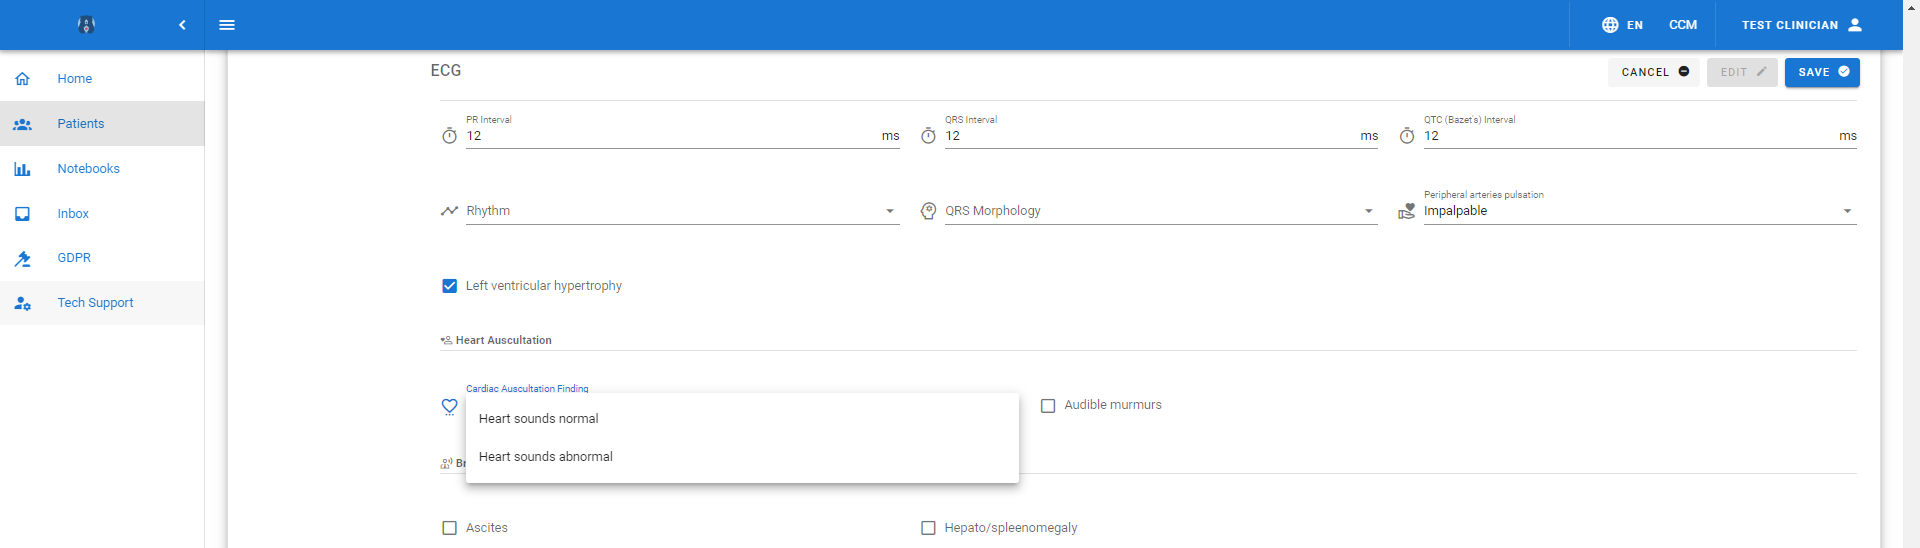 EN
CCM
TEST CLINICIAN
Home
Patients
Notebooks
Inbox
GDPR
Tech Support
ECG
CANCEL
EDIT
SAVE
PR Interval
12 ms
QRS Interval
12 ms
QTC (Bazet's) Interval
12 ms
Rhythm
QRS Morphology
Peripheral arteries pulsation
Impalpable
Left ventricular hypertrophy
Heart Auscultation
Cardiac Auscultation Finding
Heart sounds normal
Heart sounds abnormal
Audible murmurs
Ascites
Hepato/spleenomegaly